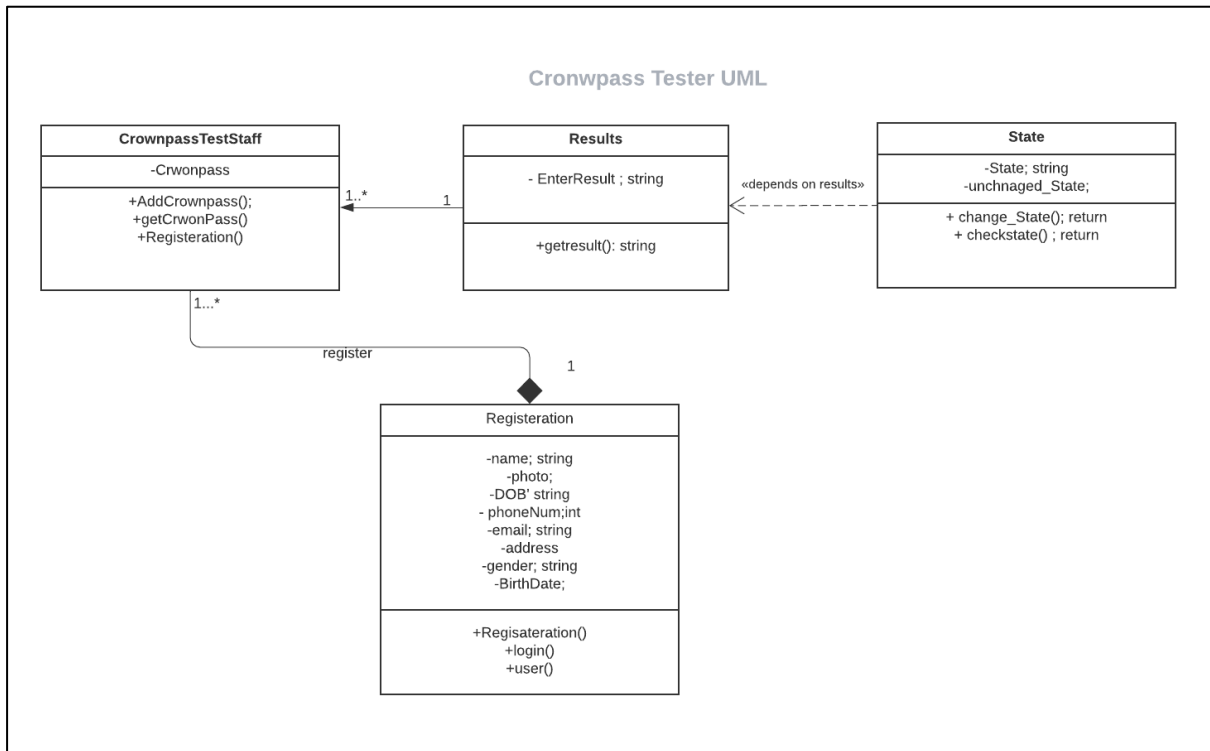 Cronwpass Tester UML
CrownpassTestStaff
-Crwonpass
+AddCrownpass();
+getCrwonPass()
+Registeration()
1..*
1
Results
- EnterResult ; string
+getresult(): string
«depends on results»
State
-State; string
-unchnaged_State;
+ change_State(); return
+ checkstate() ; return
1...*
register
1
Registeration
-name; string
-photo;
-DOB' string
- phoneNum;int
-email; string
-address
-gender; string
-BirthDate;
+Regisateration()
+login()
+user()